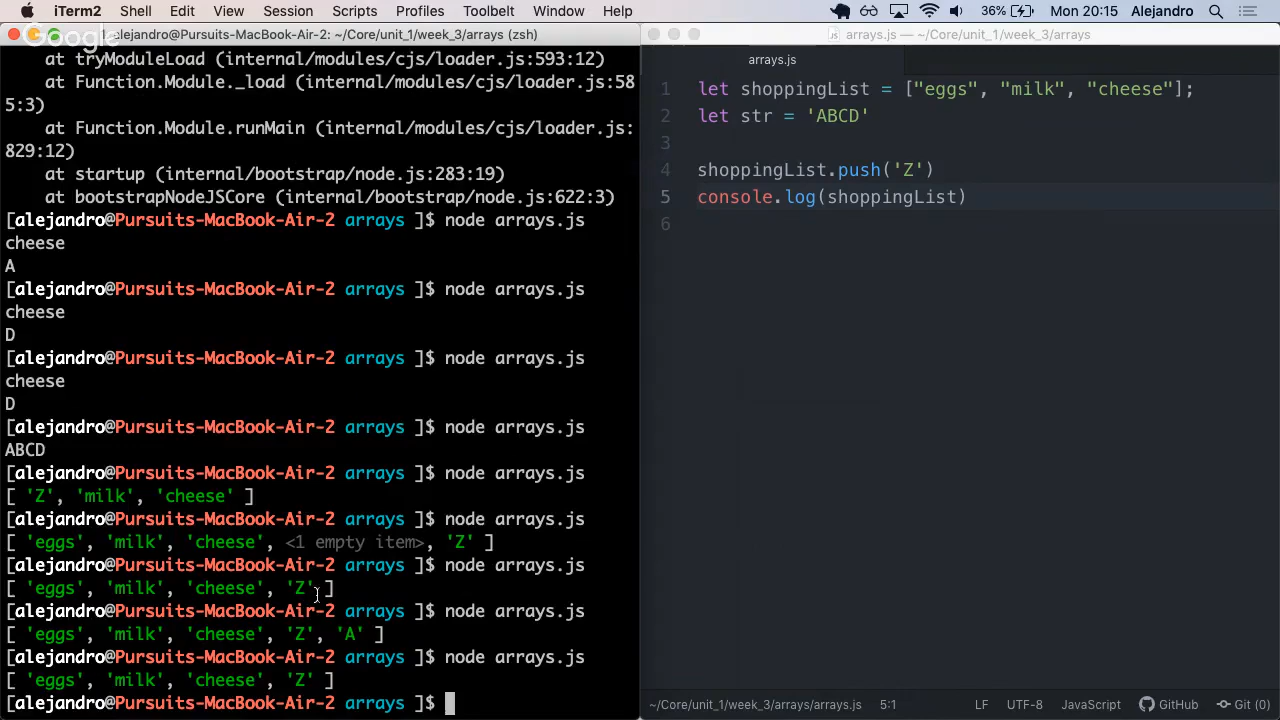 iTerm2 Shell Edit View Session Scripts Profiles Toolbelt Window Help 36% Mon 20:15 Alejandro
Google
alejandro@Pursuits-MacBook-Air-2: ~/Core/unit_1/week_3/arrays (zsh)
at tryModuleLoad (internal/modules/cjs/loader.js:593:12)
at Function.Module._load (internal/modules/cjs/loader.js:58
5:3)
at Function.Module.runMain (internal/modules/cjs/loader.js:
829:12)
at startup (internal/bootstrap/node.js:283:19)
at bootstrapNodeJSCore (internal/bootstrap/node.js:622:3)
[alejandro@Pursuits-MacBook-Air-2 arrays ]$ node arrays.js
cheese
A
[alejandro@Pursuits-MacBook-Air-2 arrays ]$ node arrays.js
cheese
D
[alejandro@Pursuits-MacBook-Air-2 arrays ]$ node arrays.js
cheese
D
[alejandro@Pursuits-MacBook-Air-2 arrays ]$ node arrays.js
ABCD
[alejandro@Pursuits-MacBook-Air-2 arrays ]$ node arrays.js
[ 'Z', 'milk', 'cheese' ]
[alejandro@Pursuits-MacBook-Air-2 arrays ]$ node arrays.js
[ 'eggs', 'milk', 'cheese', <1 empty item>, 'Z' ]
[alejandro@Pursuits-MacBook-Air-2 arrays ]$ node arrays.js
[ 'eggs', 'milk', 'cheese', 'Z' ]
[alejandro@Pursuits-MacBook-Air-2 arrays ]$ node arrays.js
[ 'eggs', 'milk', 'cheese', 'Z', 'A' ]
[alejandro@Pursuits-MacBook-Air-2 arrays ]$ node arrays.js
[ 'eggs', 'milk', 'cheese', 'Z' ]
[alejandro@Pursuits-MacBook-Air-2 arrays ]$
arrays.js — ~/Core/unit_1/week_3/arrays
arrays.js
1 let shoppingList = ["eggs", "milk", "cheese"];
2 let str = 'ABCD'
3
4 shoppingList.push('Z')
5 console.log(shoppingList)
6
~/Core/unit_1/week_3/arrays/arrays.js 5:1 LF UTF-8 JavaScript GitHub Git (0)